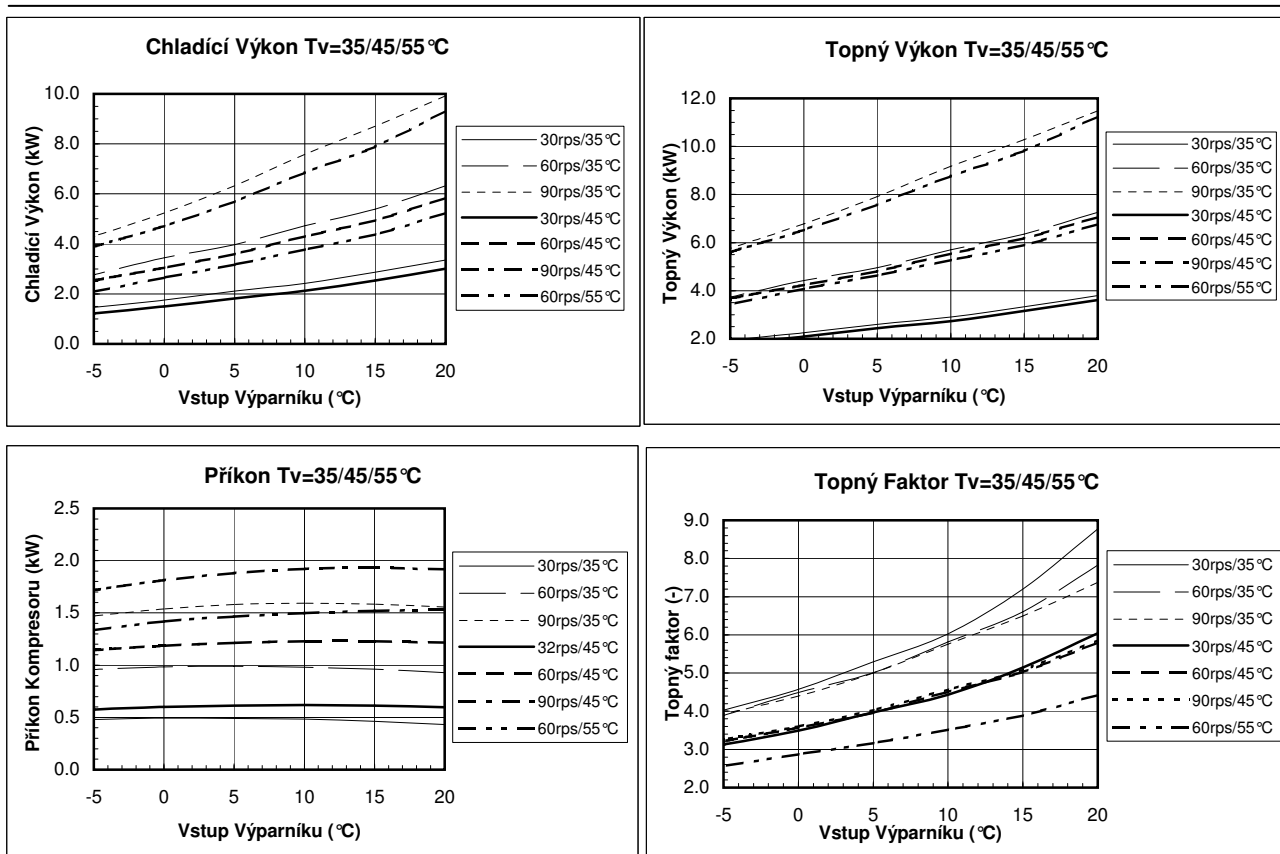 Chladící Výkon Tv=35/45/55°C
Chladící Výkon (kW)
10.0
8.0
6.0
4.0
2.0
0.0
-5 0 5 10 15 20
Vstup Výparníku (°C)
30rps/35°C
60rps/35°C
90rps/35°C
30rps/45°C
60rps/45°C
90rps/45°C
60rps/55°C
Topný Výkon Tv=35/45/55°C
Topný Výkon (kW)
12.0
10.0
8.0
6.0
4.0
2.0
-5 0 5 10 15 20
Vstup Výparníku (°C)
30rps/35°C
60rps/35°C
90rps/35°C
30rps/45°C
60rps/45°C
90rps/45°C
60rps/55°C
Příkon Tv=35/45/55°C
Příkon Kompresoru (kW)
2.5
2.0
1.5
1.0
0.5
0.0
-5 0 5 10 15 20
Vstup Výparníku (°C)
30rps/35°C
60rps/35°C
90rps/35°C
32rps/45°C
60rps/45°C
90rps/45°C
60rps/55°C
Topný Faktor Tv=35/45/55°C
Topný faktor (-)
9.0
8.0
7.0
6.0
5.0
4.0
3.0
2.0
-5 0 5 10 15 20
Vstup Výparníku (°C)
30rps/35°C
60rps/35°C
90rps/35°C
30rps/45°C
60rps/45°C
90rps/45°C
60rps/55°C